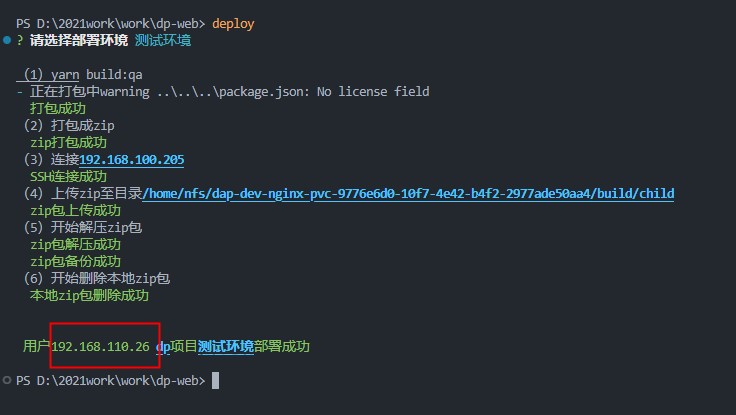 PS D:\2021work\work\dp-web> deploy
? 请选择部署环境 测试环境
(1) yarn build:qa
- 正在打包中warning ..\..\..\package.json: No license field
打包成功
(2) 打包成zip
zip打包成功
(3) 连接192.168.100.205
SSH连接成功
(4) 上传zip至目录/home/nfs/dap-dev-nginx-pvc-9776e6d0-10f7-4e42-b4f2-2977ade50aa4/build/child
zip包上传成功
(5) 开始解压zip包
zip包解压成功
zip包备份成功
(6) 开始删除本地zip包
本地zip包删除成功
用户192.168.110.26 dp项目测试环境部署成功
PS D:\2021work\work\dp-web>